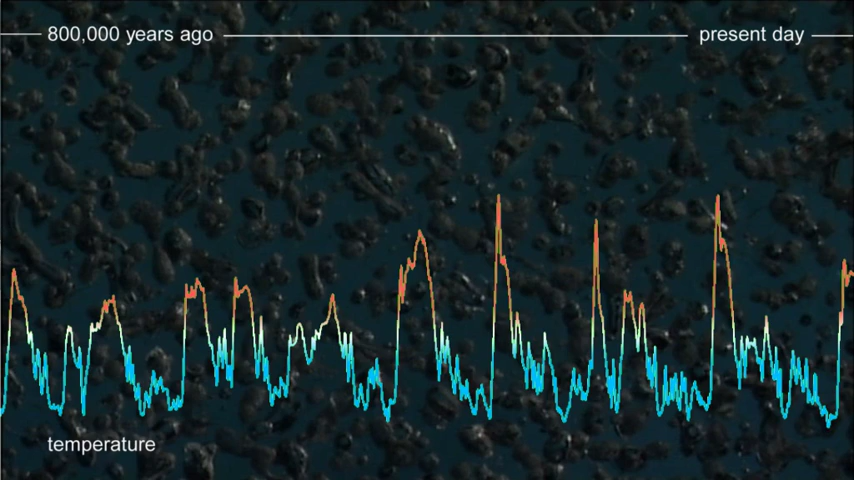 800,000 years ago
present day
temperature